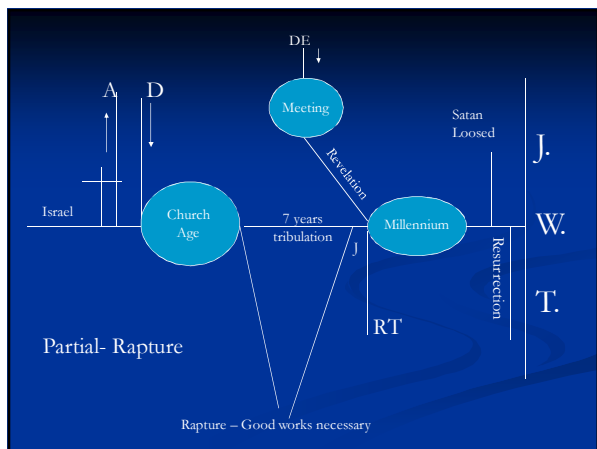 DE
A D
Meeting
Satan
Loosed
J.
Revelation
Israel
Church
Age
7 years
tribulation
Millennium
W.
J
Resurrection
T.
RT
Partial- Rapture
Rapture – Good works necessary